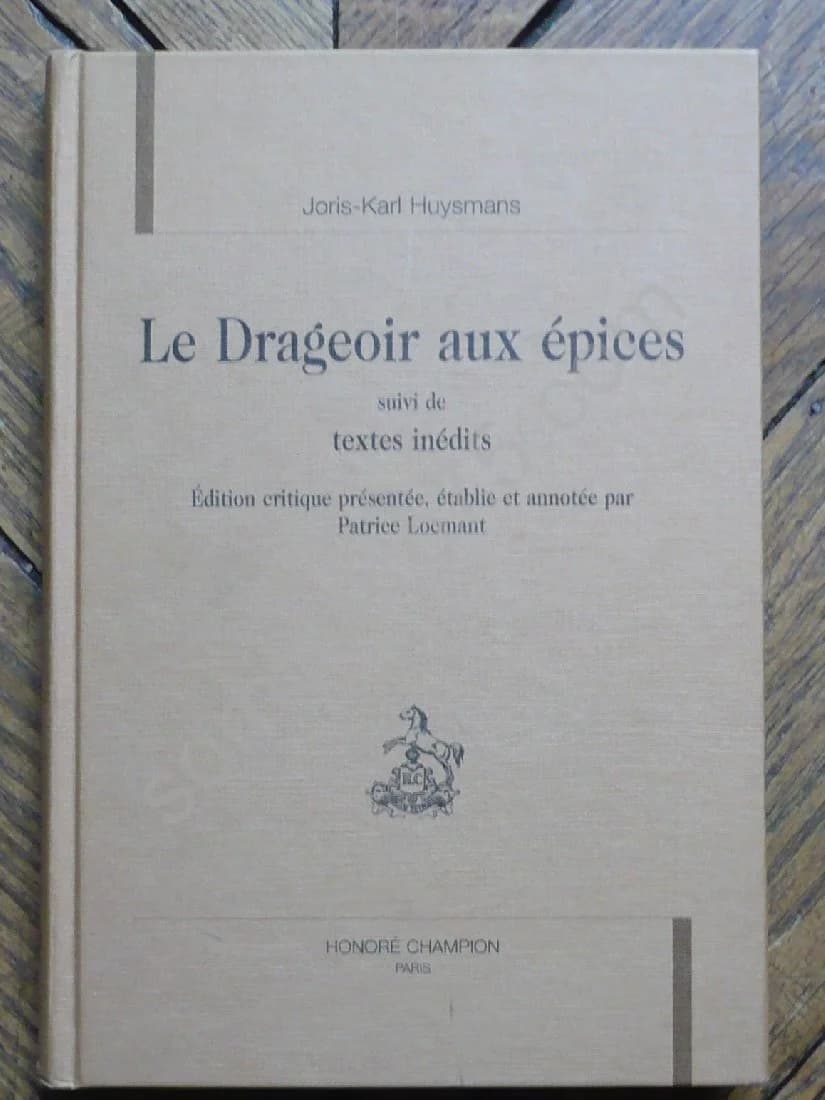 Joris-Karl Huysmans
Le Drageoir aux épices
suivi de
textes inédits
Édition critique présentée, établie et annotée par
Patrice Locmant
H.C
HONORÉ CHAMPION
PARIS